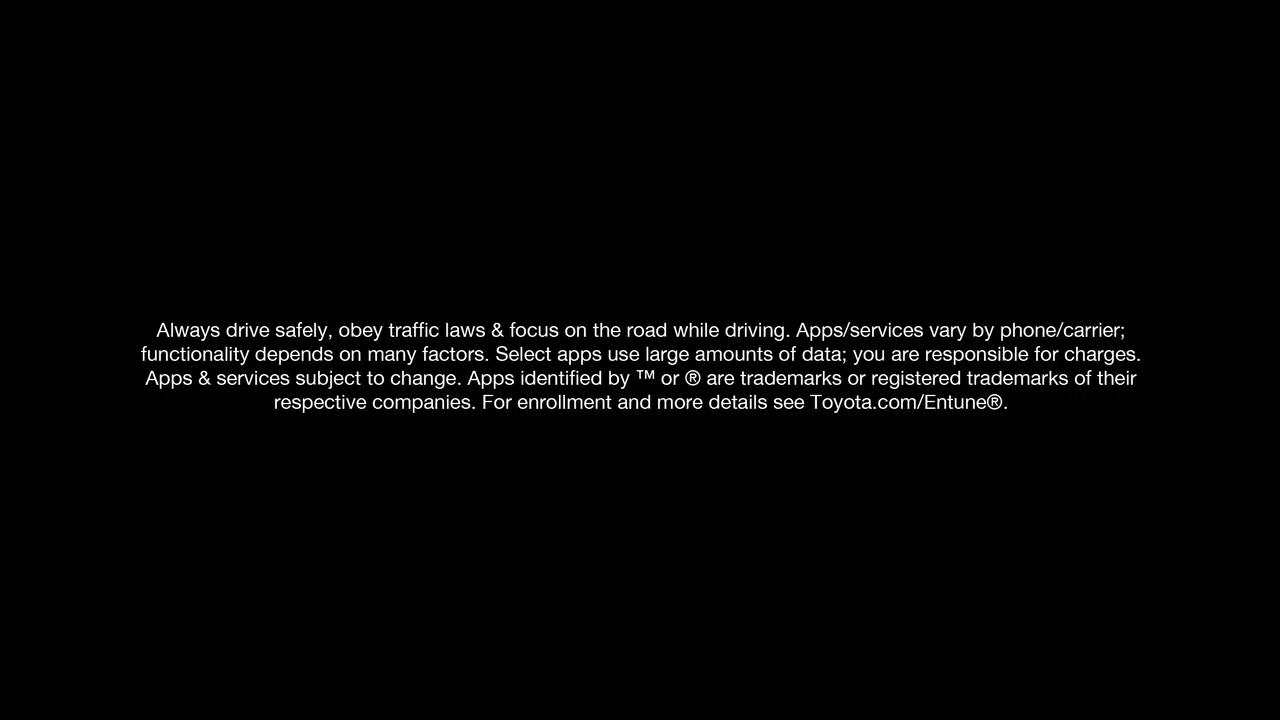 Always drive safely, obey traffic laws & focus on the road while driving. Apps/services vary by phone/carrier;
functionality depends on many factors. Select apps use large amounts of data; you are responsible for charges.
Apps & services subject to change. Apps identified by ™ or ® are trademarks or registered trademarks of their
respective companies. For enrollment and more details see Toyota.com/Entune®.